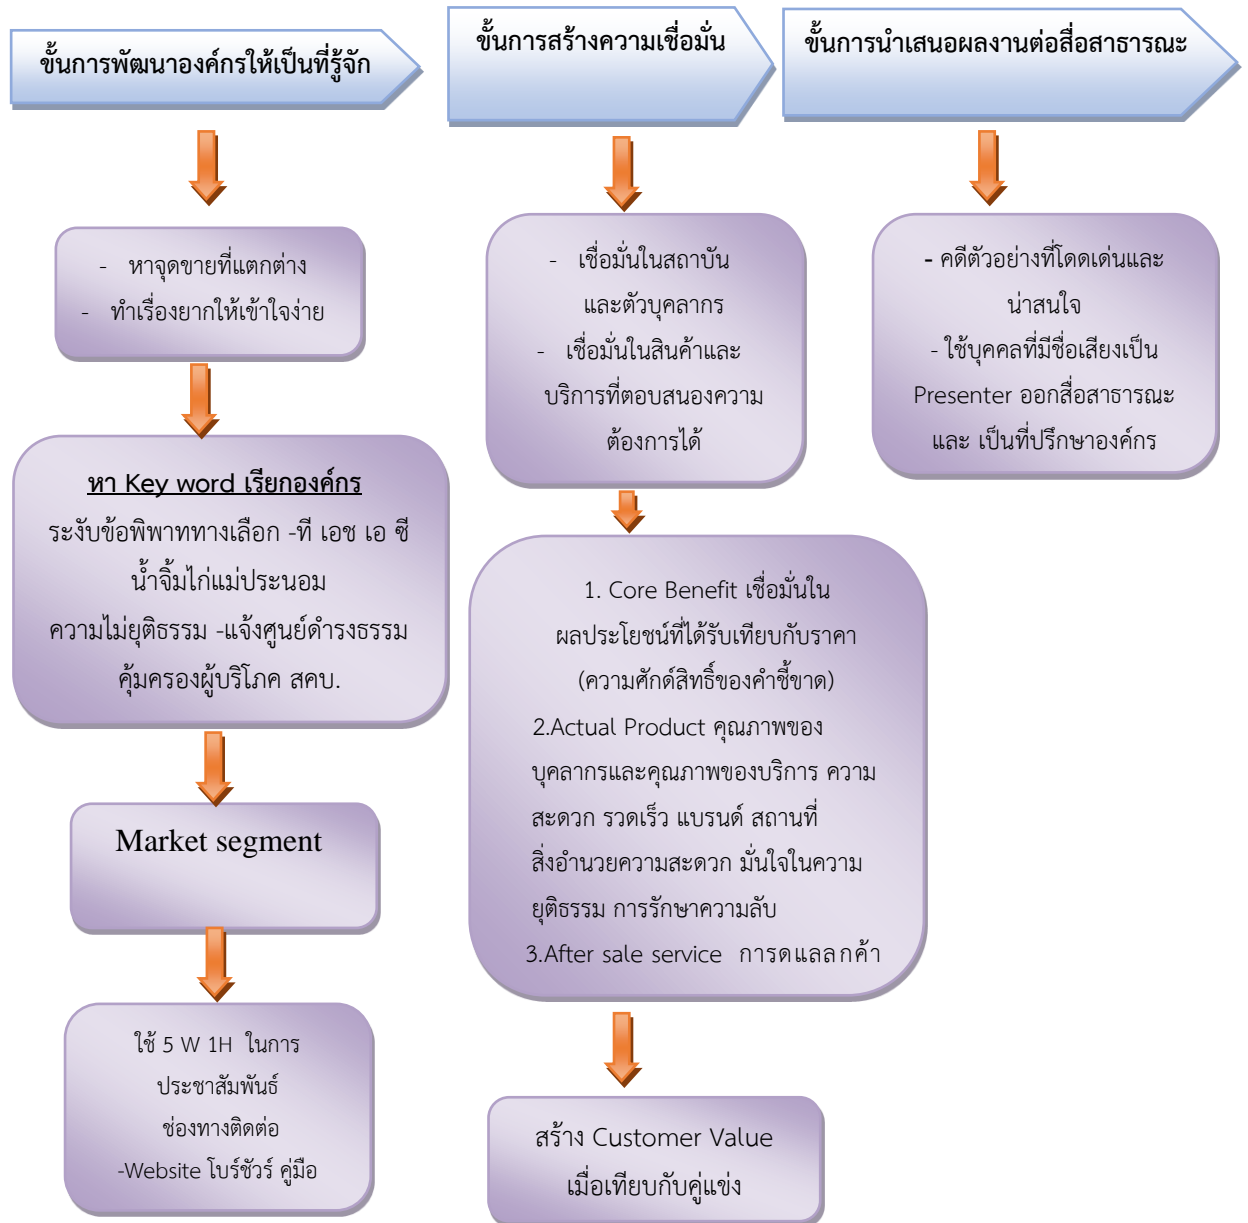 ขั้นการพัฒนาองค์กรให้เป็นที่รู้จัก
- หาจุดขายที่แตกต่าง
- ทำเรื่องยากให้เข้าใจง่าย
หา Key word เรียกองค์กร
ระงับข้อพิพาททางเลือก -ที เอช เอ ซี
น้ำจิ้มไก่แม่ประนอม
ความไม่ยุติธรรม -แจ้งศูนย์ดำรงธรรม
คุ้มครองผู้บริโภค สคบ.
Market segment
ใช้ 5 W 1H ในการ
ประชาสัมพันธ์
ช่องทางติดต่อ
-Website โบร์ชัวร์ คู่มือ
ขั้นการสร้างความเชื่อมั่น
- เชื่อมั่นในสถาบัน
และตัวบุคลากร
- เชื่อมั่นในสินค้าและ
บริการที่ตอบสนองความ
ต้องการได้
1. Core Benefit เชื่อมั่นใน
ผลประโยชน์ที่ได้รับเทียบกับราคา
(ความศักดิ์สิทธิ์ของคำชี้ขาด)
2.Actual Product คุณภาพของ
บุคลากรและคุณภาพของบริการ ความ
สะดวก รวดเร็ว แบรนด์ สถานที่
สิ่งอำนวยความสะดวก มั่นใจในความ
ยุติธรรม การรักษาความลับ
3.After sale service การดแลลกค้า
สร้าง Customer Value
เมื่อเทียบกับคู่แข่ง
ขั้นการนำเสนอผลงานต่อสื่อสาธารณะ
- คดีตัวอย่างที่โดดเด่นและ
น่าสนใจ
- ใช้บุคคลที่มีชื่อเสียงเป็น
Presenter ออกสื่อสาธารณะ
และ เป็นที่ปรึกษาองค์กร